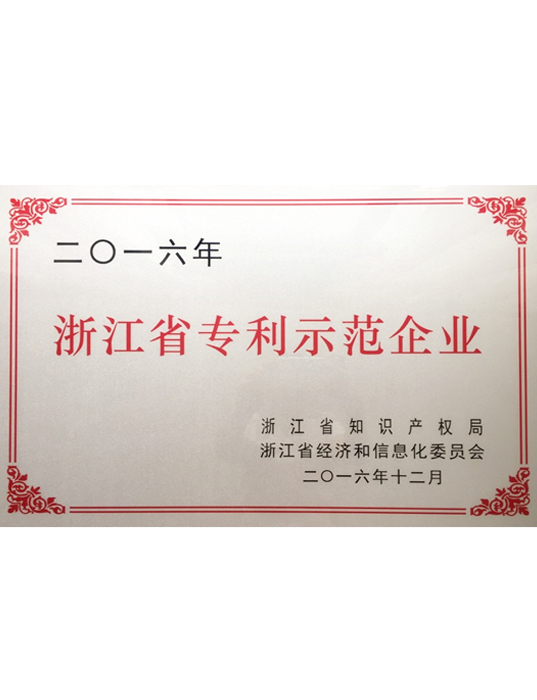 二〇一六年
浙江省专利示范企业
浙江省知识产权局
浙江省经济和信息化委员会
二〇一六年十二月